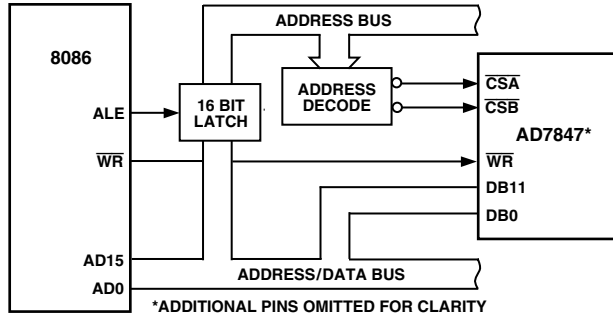 ADDRESS BUS
8086
ALE
16 BIT
LATCH
ADDRESS
DECODE
CSA
CSB
AD7847*
WR
WR
DB11
DB0
AD15
ADDRESS/DATA BUS
AD0
*ADDITIONAL PINS OMITTED FOR CLARITY